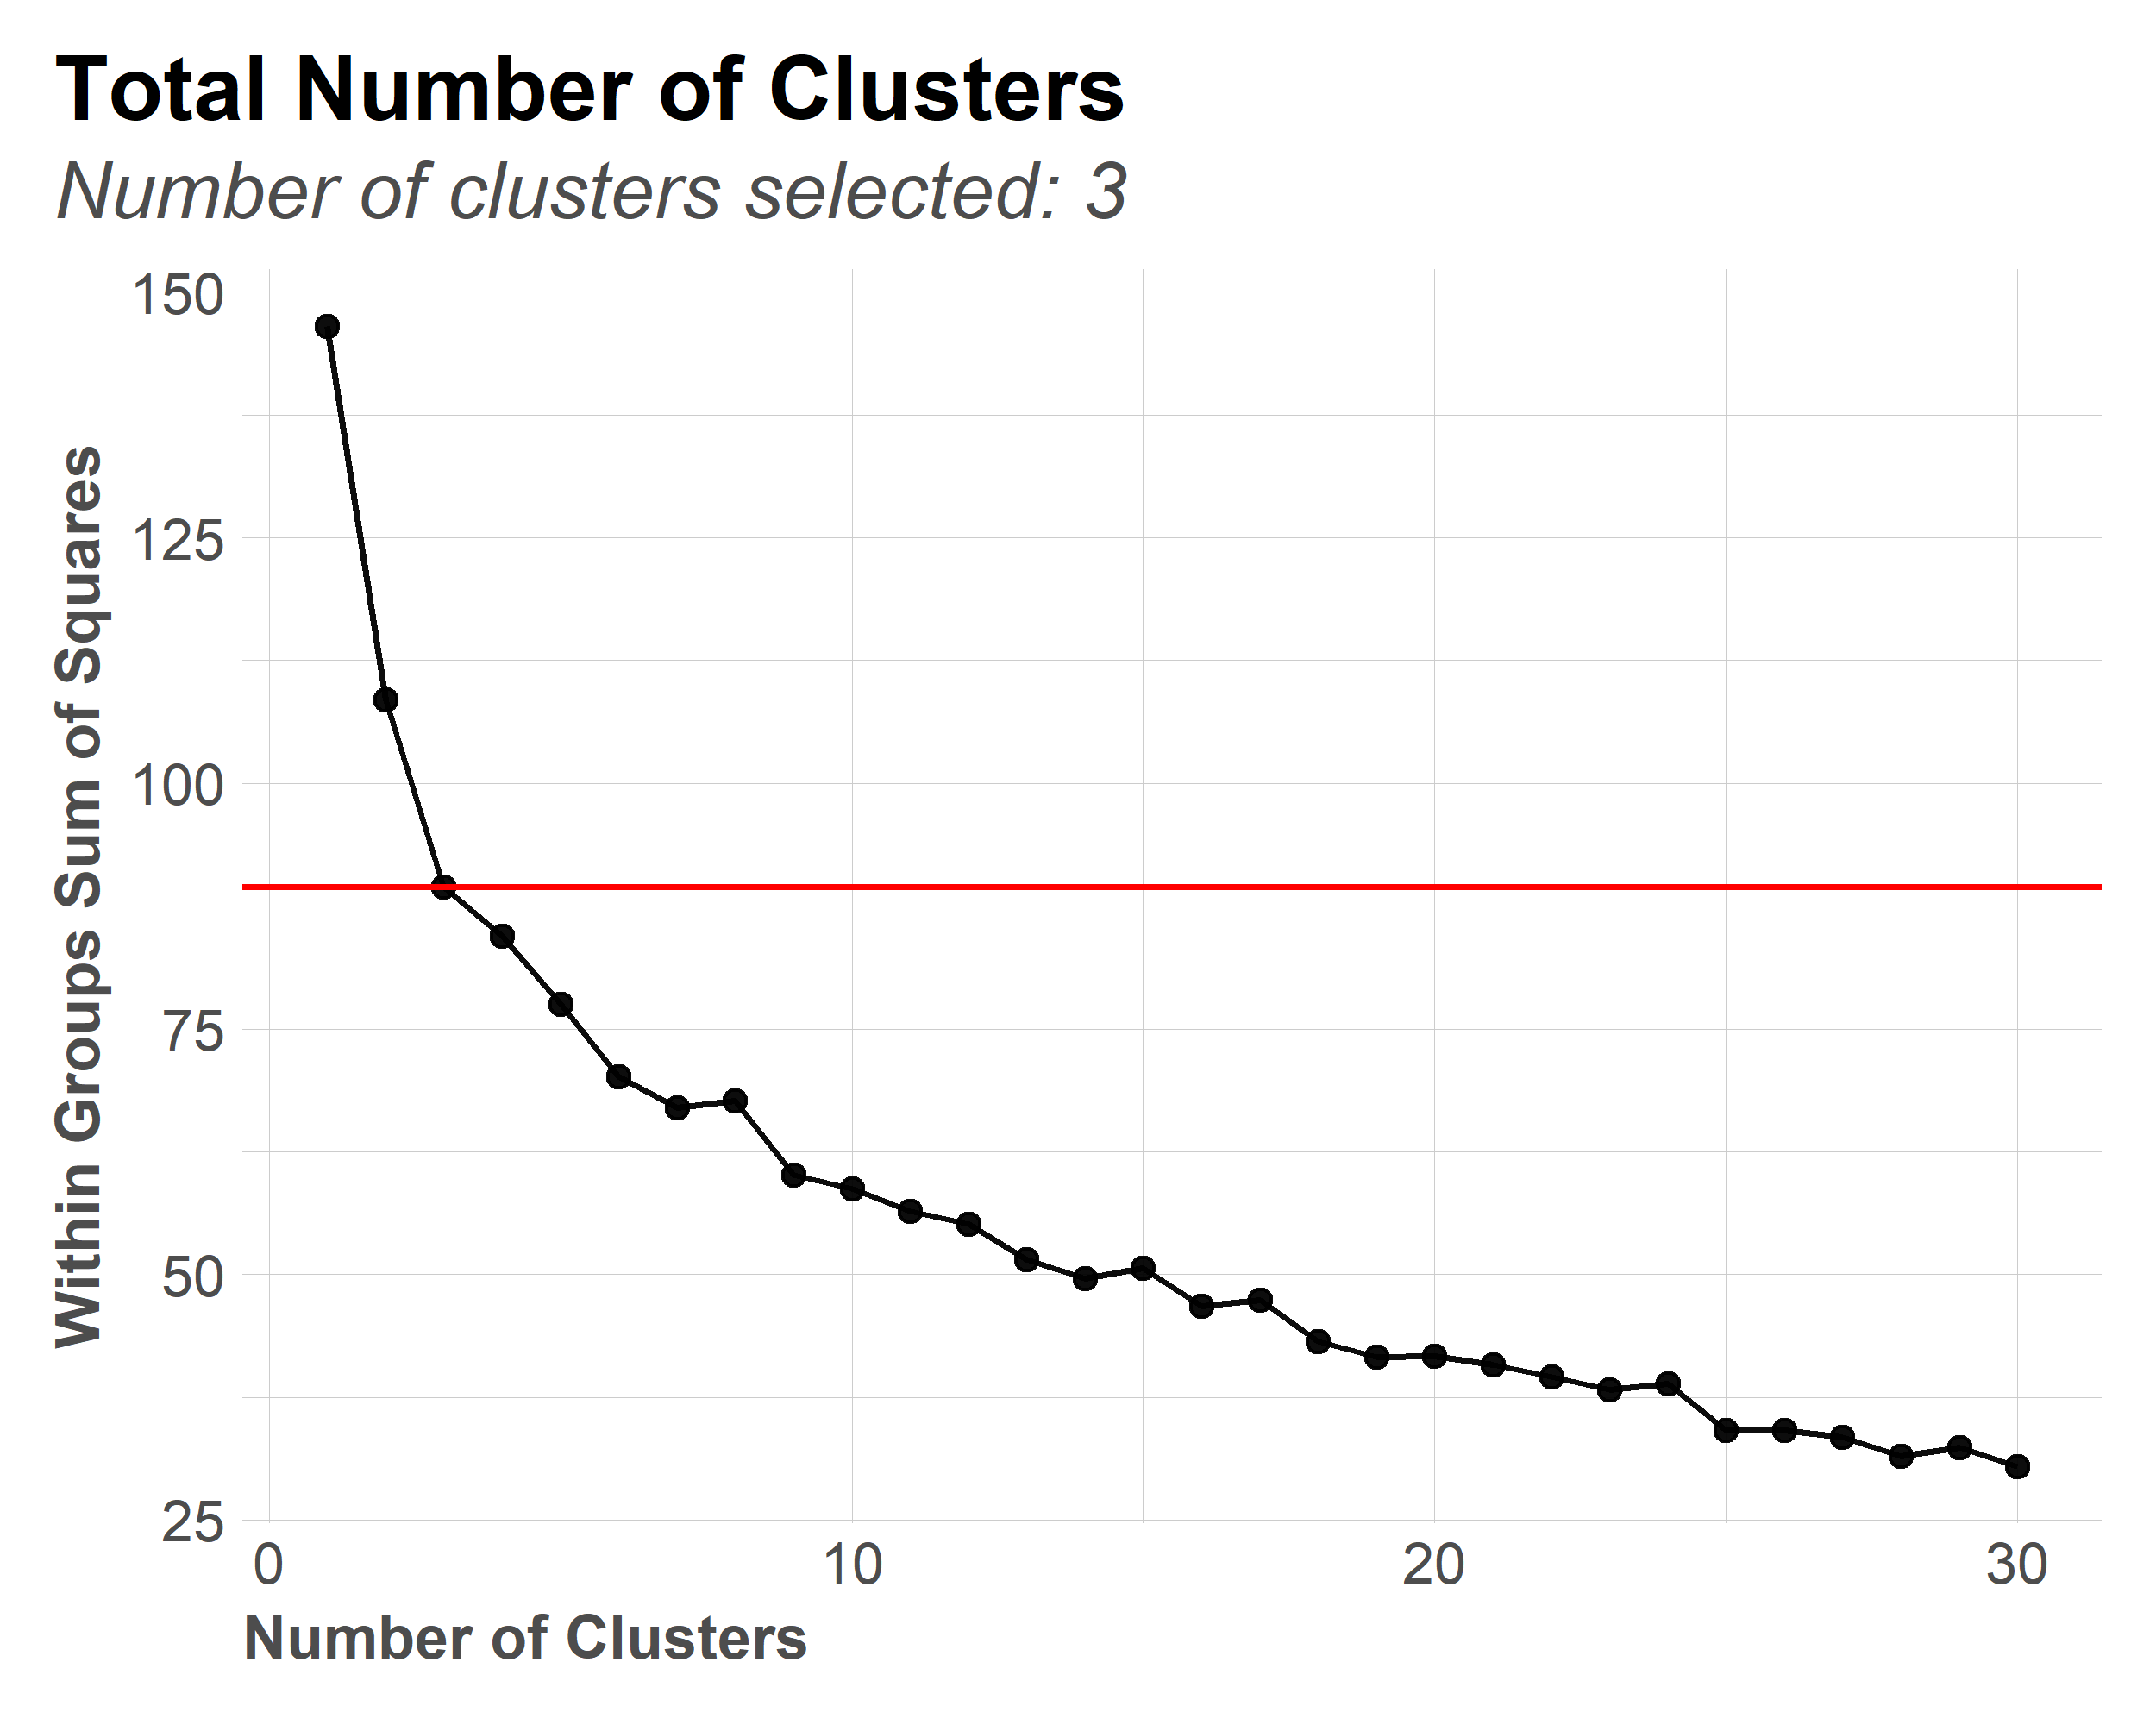 Total Number of Clusters
Number of clusters selected: 3
Within Groups Sum of Squares
150
125
100
75
50
25
0 10 20 30
Number of Clusters